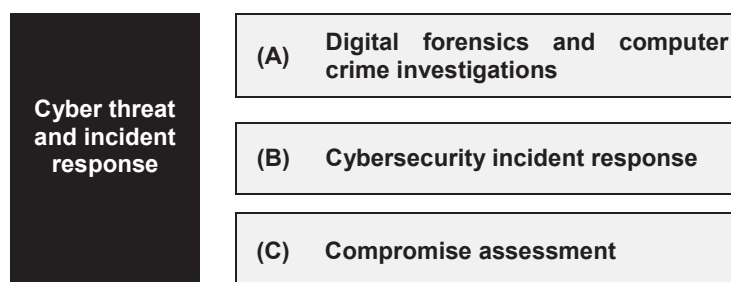 Cyber threat
and incident
response
(A) Digital forensics and computer
crime investigations
(B) Cybersecurity incident response
(C) Compromise assessment